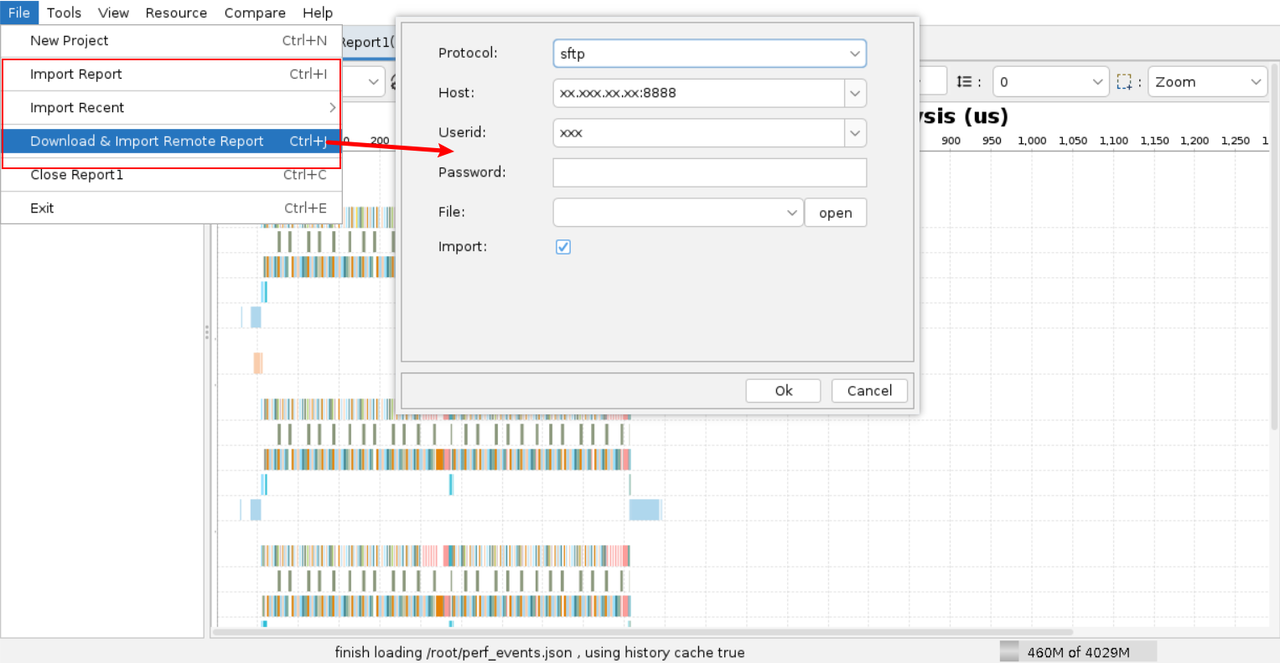 File Tools View Resource Compare Help
New Project Ctrl+N
Import Report Ctrl+I
Import Recent
Download & Import Remote Report Ctrl+J
Close Report1 Ctrl+C
Exit Ctrl+E
Report1(
Protocol: sftp
Host: xx.xxx.xx.xx:8888
Userid: xxx
Password:
File: open
Import:
Ok Cancel
: 0 : Zoom
ysis (us)
200 900 950 1,000 1,050 1,100 1,150 1,200 1,250
finish loading /root/perf_events.json , using history cache true
460M of 4029M